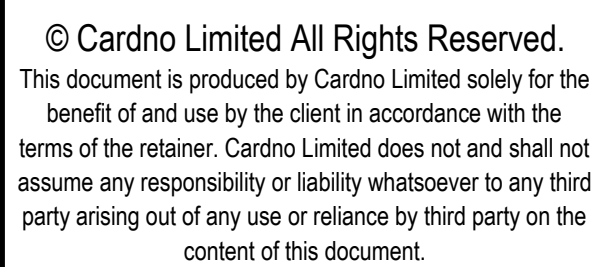 © Cardno Limited All Rights Reserved.
This document is produced by Cardno Limited solely for the
benefit of and use by the client in accordance with the
terms of the retainer. Cardno Limited does not and shall not
assume any responsibility or liability whatsoever to any third
party arising out of any use or reliance by third party on the
content of this document.